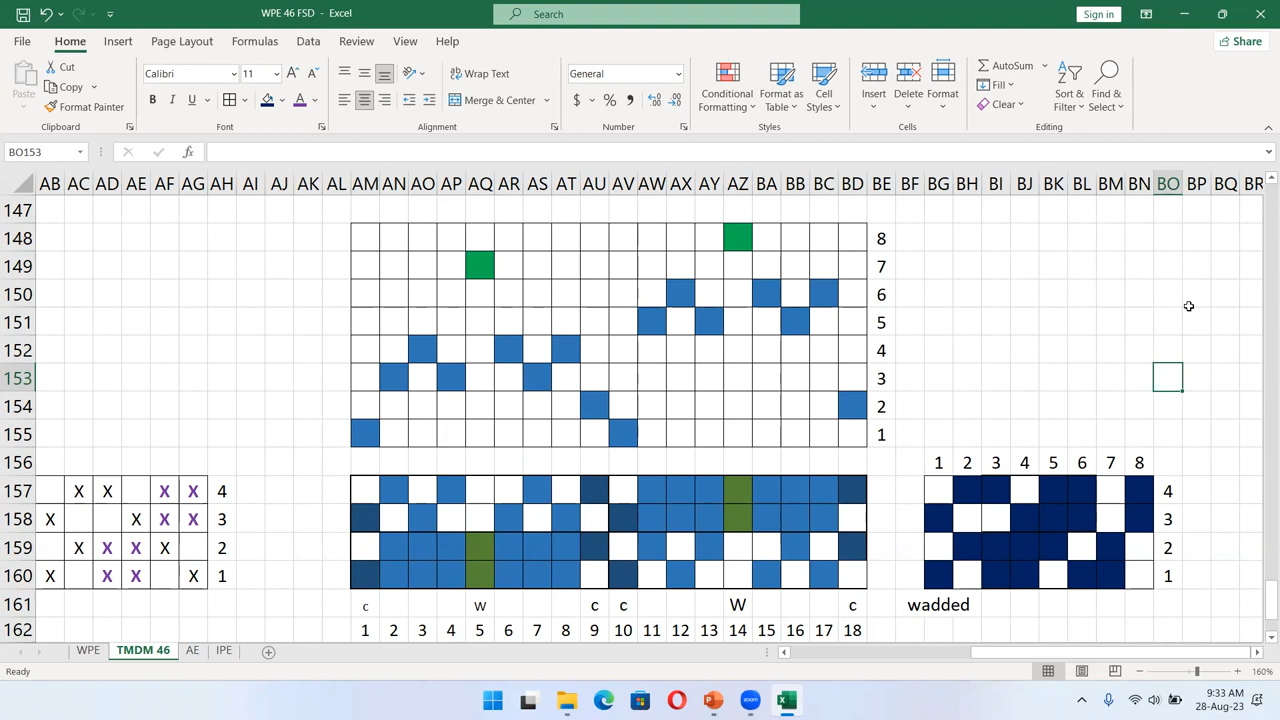 WPE 46 FSD - Excel
Search
Sign in
File Home Insert Page Layout Formulas Data Review View Help
Share
Paste
Cut
Copy
Format Painter
Clipboard
Calibri 11 A A
B I U A
Font
Wrap Text
Merge & Center
Alignment
General
$ % ,
Number
Conditional Formatting
Format as Table
Cell Styles
Styles
Insert Delete Format
Cells
AutoSum
Fill
Clear
Sort & Filter
Find & Select
Editing
BO153 fx
AB AC AD AE AF AG AH AI AJ AK AL AM AN AO AP AQ AR AS AT AU AV AW AX AY AZ BA BB BC BD BE BF BG BH BI BJ BK BL BM BN BO BP BQ BR
147
148 8
149 7
150 6
151 5
152 4
153 3
154 2
155 1
156 1 2 3 4 5 6 7 8
157 X X X X 4 4
158 X X X X 3 3
159 X X X X 2 2
160 X X X X 1 1
161 c w c c W c wadded
162 1 2 3 4 5 6 7 8 9 10 11 12 13 14 15 16 17 18
WPE TMDM 46 AE IPE
Ready
160%
9:33 AM
28-Aug-23